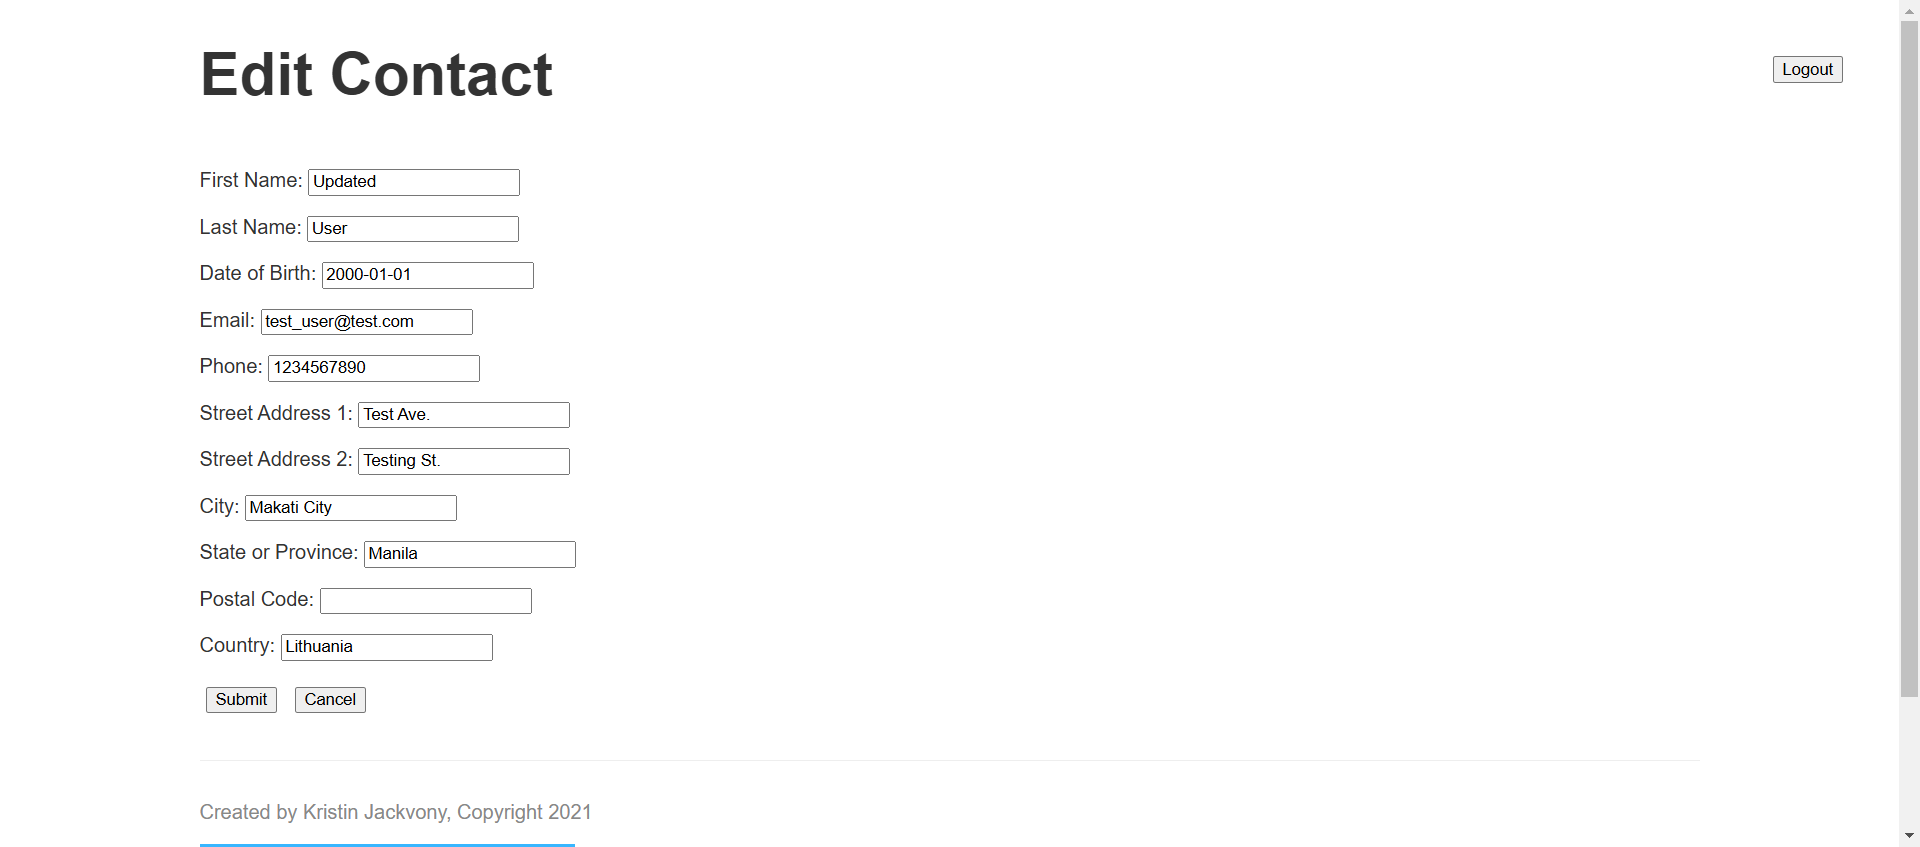 Edit Contact
Logout
First Name: Updated
Last Name: User
Date of Birth: 2000-01-01
Email: test_user@test.com
Phone: 1234567890
Street Address 1: Test Ave.
Street Address 2: Testing St.
City: Makati City
State or Province: Manila
Postal Code:
Country: Lithuania
Submit Cancel
Created by Kristin Jackvony, Copyright 2021